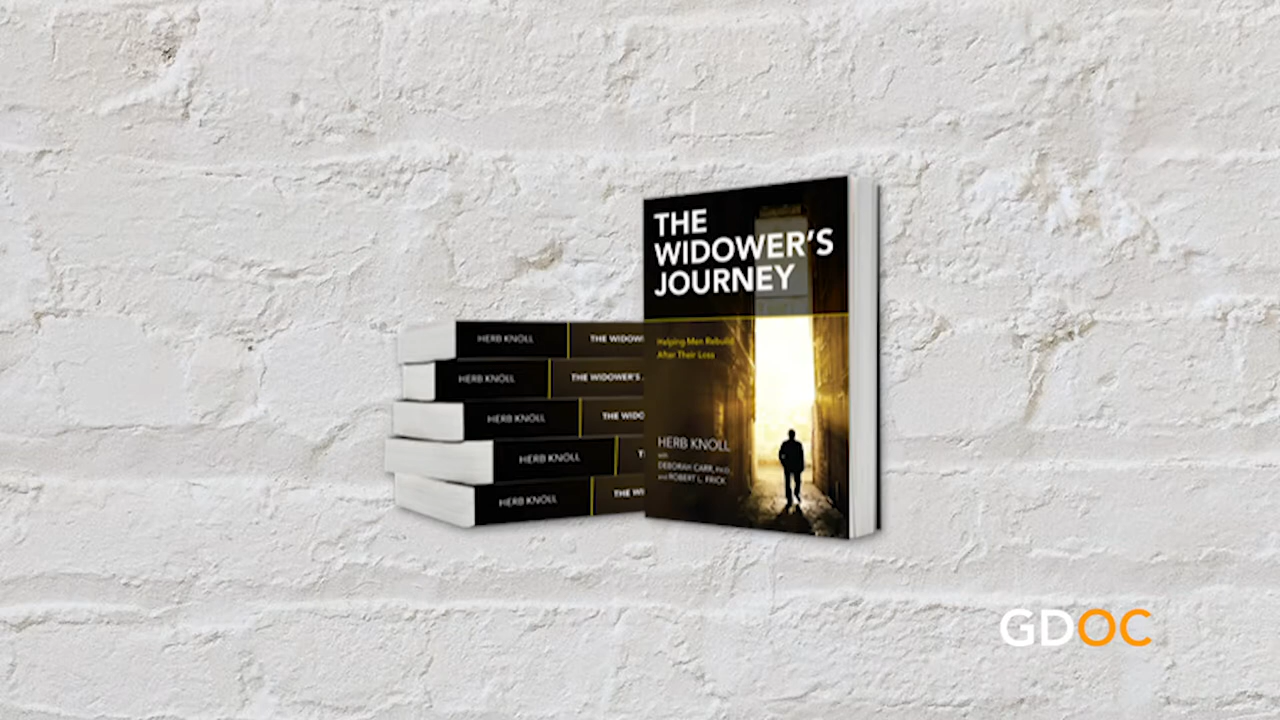 THE
WIDOWER'S
JOURNEY
Helping Men Rebuild
After Their Loss
HERB KNOLL
with
DEBORAH CARR, PH.D.,
and ROBERT L. FRICK
HERB KNOLL THE WIDOW
HERB KNOLL THE WIDOWER'S
HERB KNOLL THE WIDO
HERB KNOLL T
HERB KNOLL THE WI
GDOC